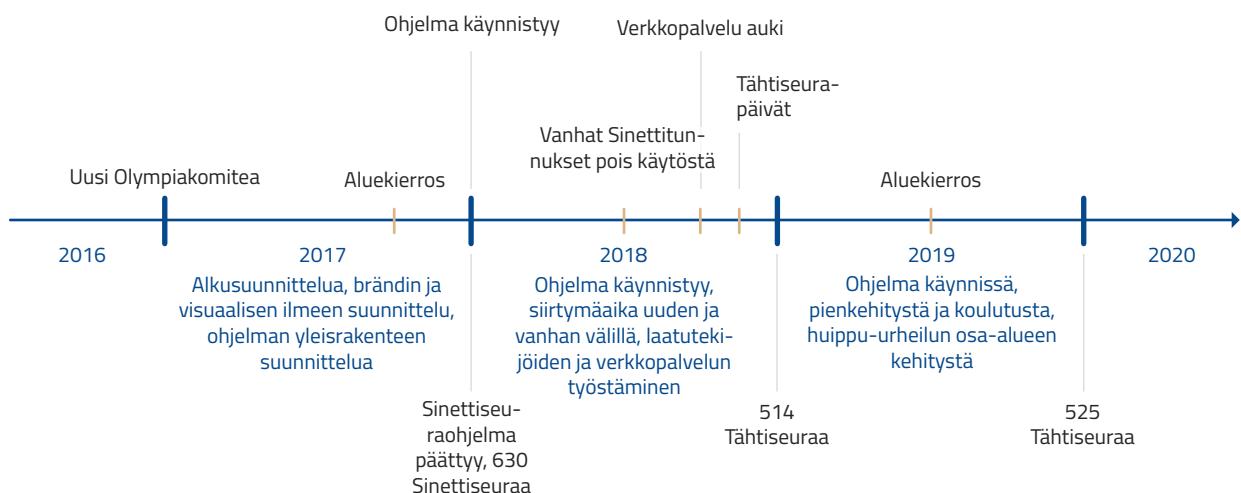 Ohjelma käynnistyy
Verkkopalvelu auki
Tähtiseura-
päivät
Vanhat Sinettitun-
nukset pois käytöstä
Uusi Olympiakomitea
Aluekierros
Aluekierros
2016
2017
2018
2019
2020
Alkusuunnittelua, brändin ja
visuaalisen ilmeen suunnittelu,
ohjelman yleisrakenteen
suunnittelua
Ohjelma käynnistyy,
siirtymäaika uuden ja
vanhan välillä, laatuteki-
jöiden ja verkkopalvelun
työstäminen
Ohjelma käynnissä,
pienkehitystä ja koulutusta,
huippu-urheilun osa-alueen
kehitystä
Sinettiseu-
raohjelma
päättyy, 630
Sinettiseuraa
514
Tähtiseuraa
525
Tähtiseuraa